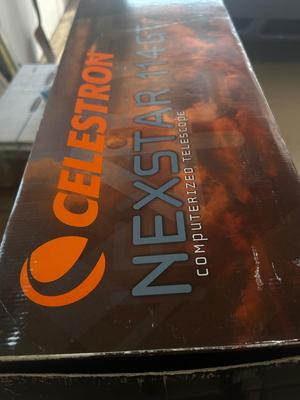 CELESTRON
NEXSTAR 114GT
COMPUTERIZED TELESCOPE